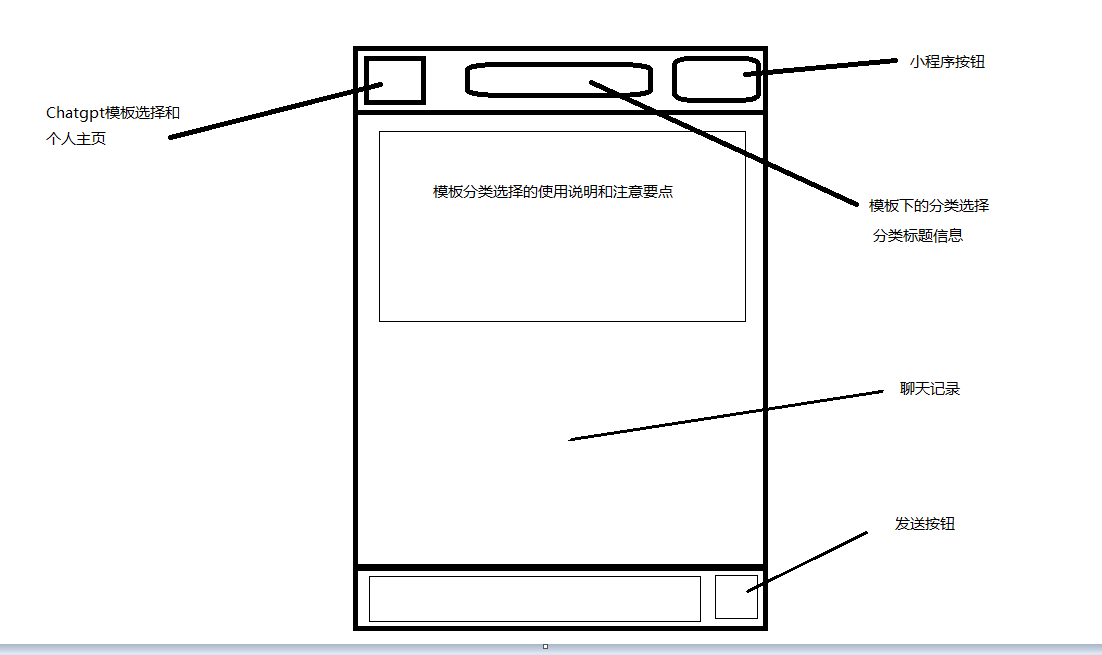 小程序按钮
Chatgpt模板选择和
个人主页
模板分类选择的使用说明和注意要点
模板下的分类选择
分类标题信息
聊天记录
发送按钮